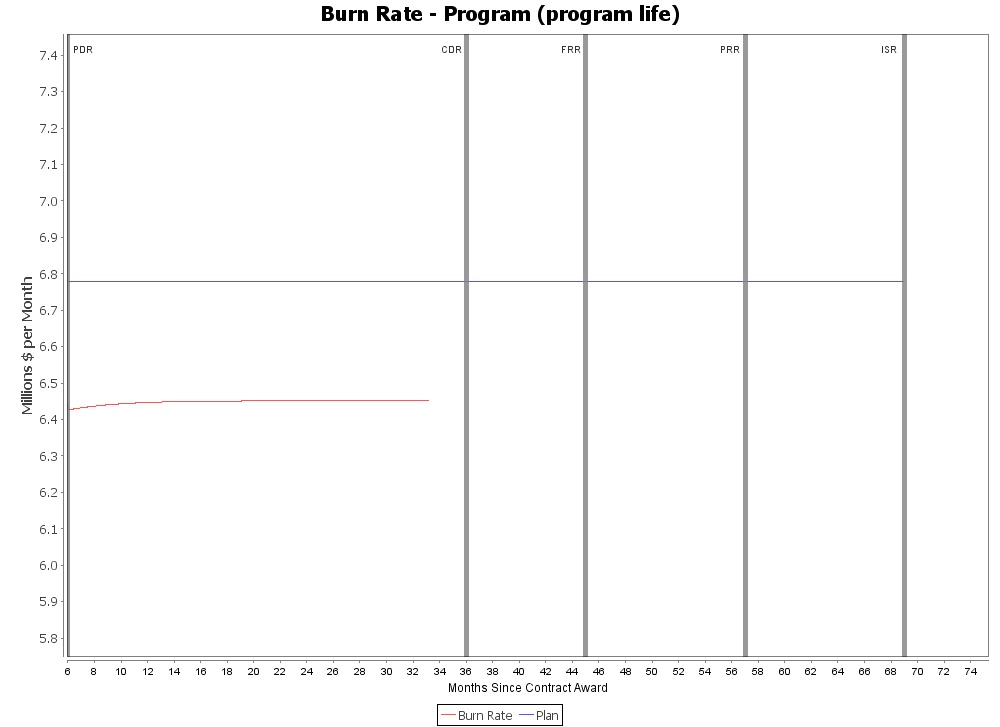 Burn Rate - Program (program life)
PDR CDR FRR PRR ISR
7.4
7.3
7.2
7.1
7.0
6.9
6.8
6.7
6.6
6.5
6.4
6.3
6.2
6.1
6.0
5.9
5.8
Millions $ per Month
6 8 10 12 14 16 18 20 22 24 26 28 30 32 34 36 38 40 42 44 46 48 50 52 54 56 58 60 62 64 66 68 70 72 74
Months Since Contract Award
Burn Rate Plan